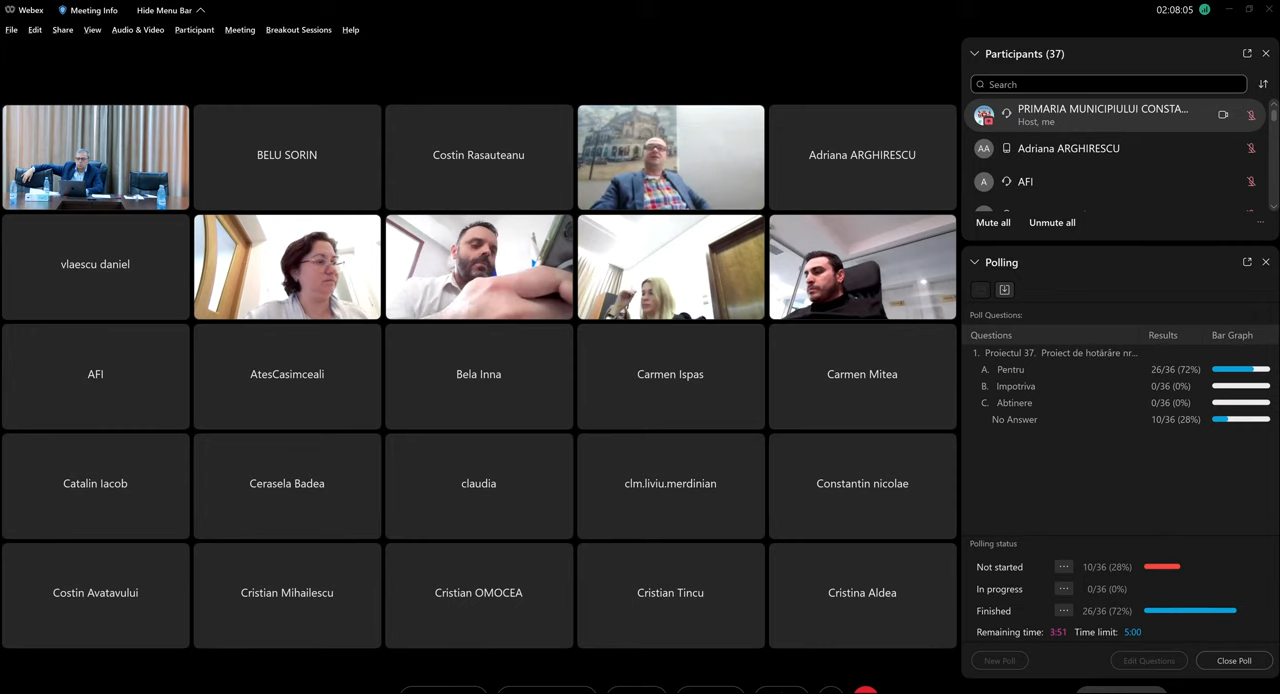 Webex Meeting Info Hide Menu Bar 02:08:05
File Edit Share View Audio & Video Participant Meeting Breakout Sessions Help
BELU SORIN
Costin Rasauteanu
Adriana ARGHIRESCU
vlaescu daniel
AFI
AtesCasimceali
Bela Inna
Carmen Ispas
Carmen Mitea
Catalin Iacob
Cerasela Badea
claudia
clm.liviu.merdinian
Constantin nicolae
Costin Avatavului
Cristian Mihailescu
Cristian OMOCEA
Cristian Tincu
Cristina Aldea
Participants (37)
Search
PRIMARIA MUNICIPIULUI CONSTA...
Host, me
AA Adriana ARGHIRESCU
A AFI
Mute all Unmute all
Polling
Poll Questions:
Questions Results Bar Graph
1. Proiectul 37. Proiect de hotărâre nr...
A. Pentru 26/36 (72%)
B. Impotriva 0/36 (0%)
C. Abtinere 0/36 (0%)
No Answer 10/36 (28%)
Polling status
Not started 10/36 (28%)
In progress 0/36 (0%)
Finished 26/36 (72%)
Remaining time: 3:51 Time limit: 5:00
New Poll Edit Questions Close Poll